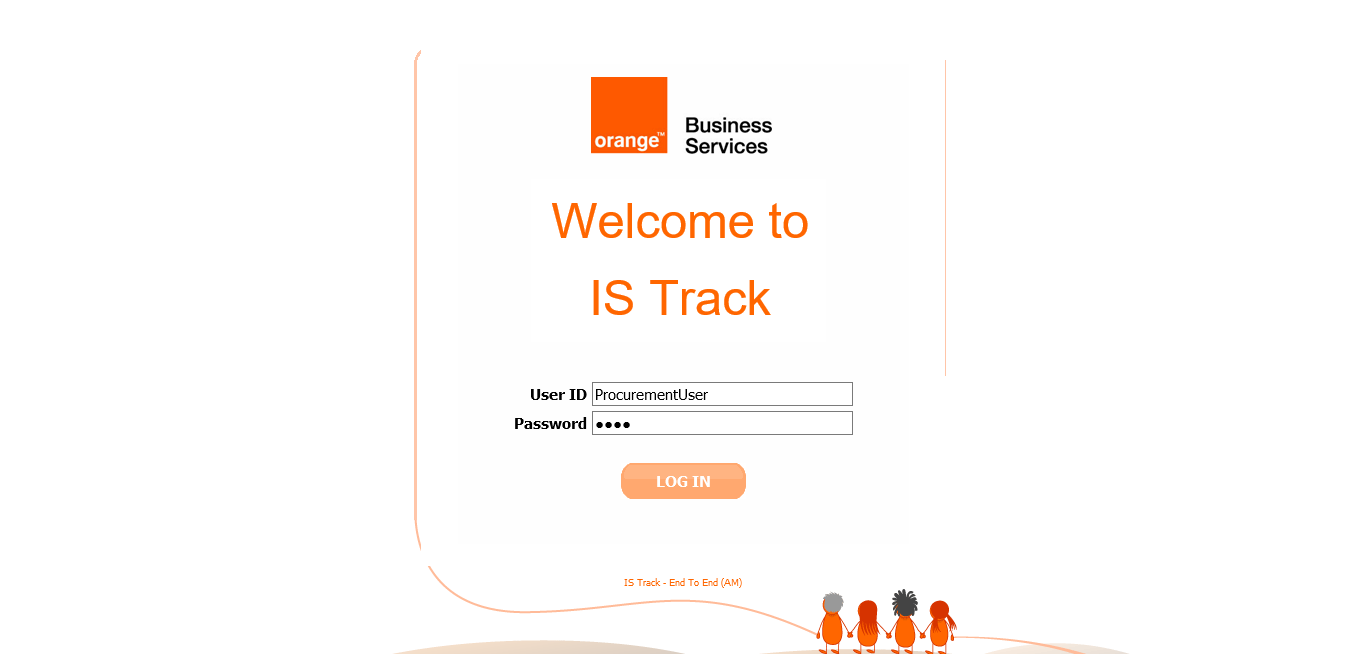 orange™
Business
Services
Welcome to
IS Track
User ID ProcurementUser
Password ●●●●
LOG IN
IS Track - End To End (AM)